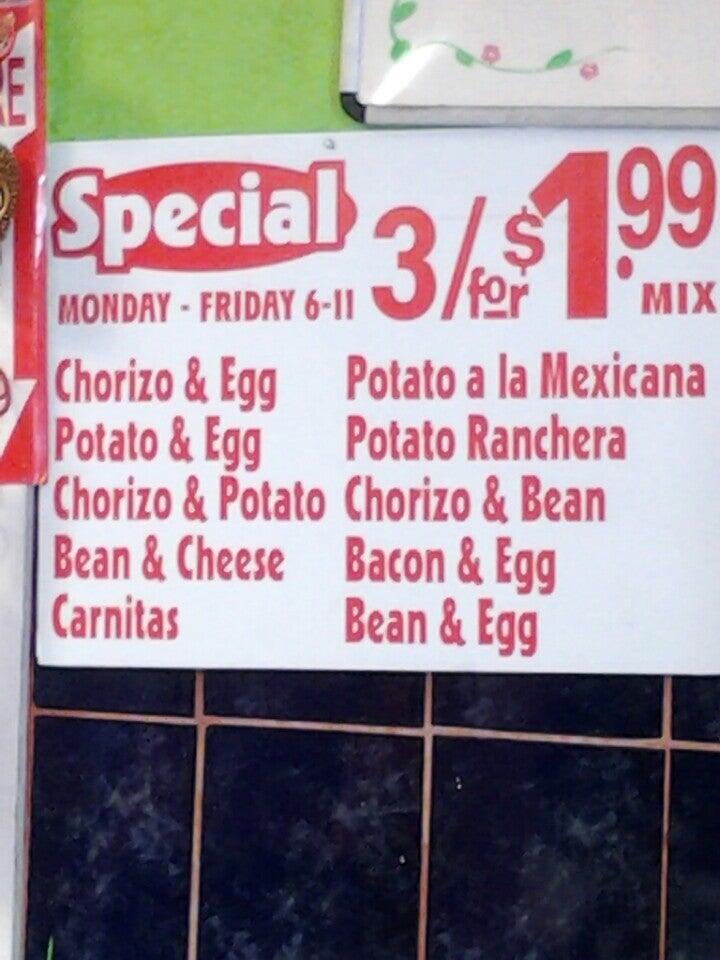 RE
Special 3/for $1.99
MONDAY - FRIDAY 6-11 MIX
Chorizo & Egg
Potato & Egg
Chorizo & Potato
Bean & Cheese
Carnitas
Potato a la Mexicana
Potato Ranchera
Chorizo & Bean
Bacon & Egg
Bean & Egg